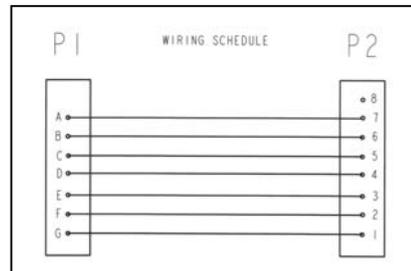 P1 WIRING SCHEDULE P2
8
A 7
B 6
C 5
D 4
E 3
F 2
G 1